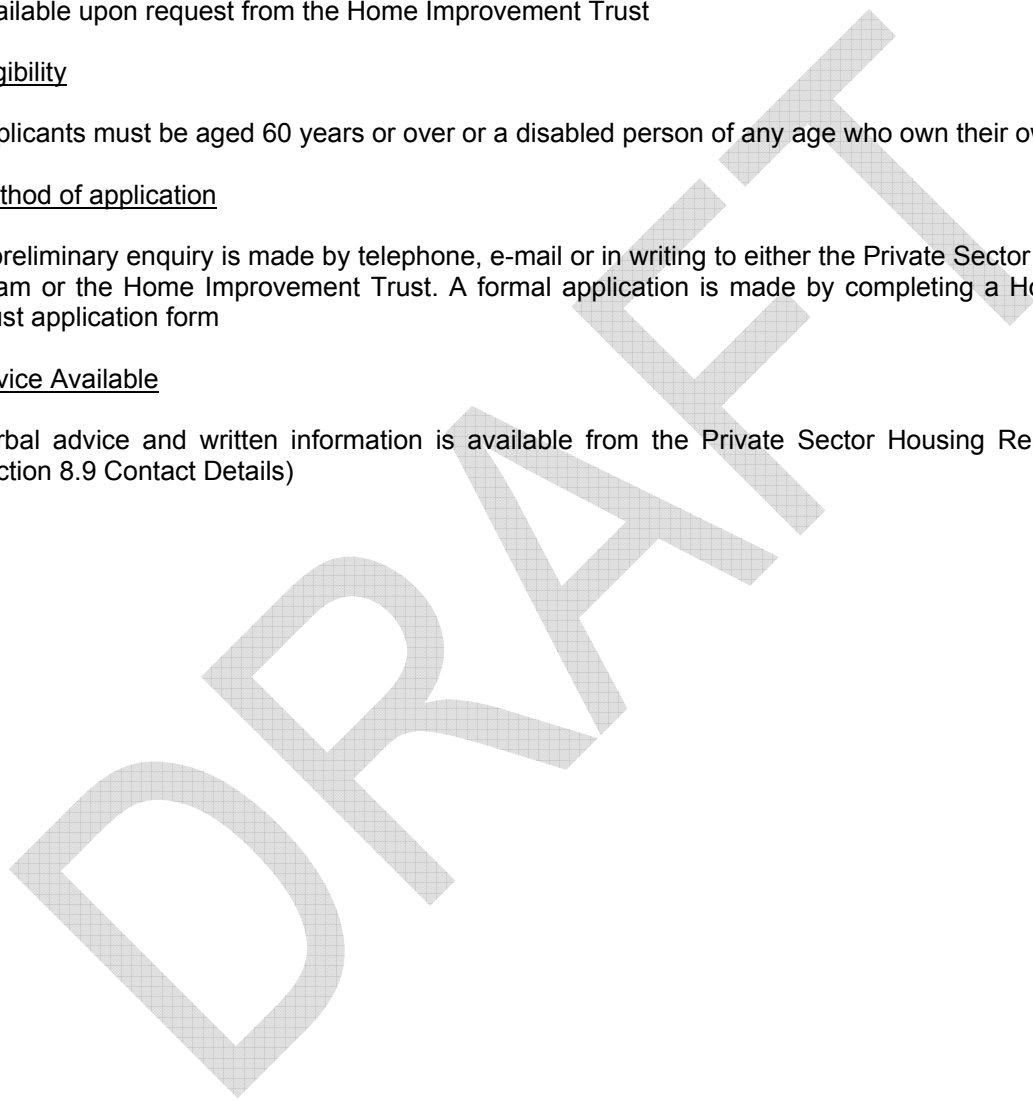 ailable upon request from the Home Improvement Trust
gibility
plicants must be aged 60 years or over or a disabled person of any age who own their ow
thod of application
preliminary enquiry is made by telephone, e-mail or in writing to either the Private Sector
am or the Home Improvement Trust. A formal application is made by completing a Ho
ust application form
vice Available
rbal advice and written information is available from the Private Sector Housing Re
ction 8.9 Contact Details)
DRAFT